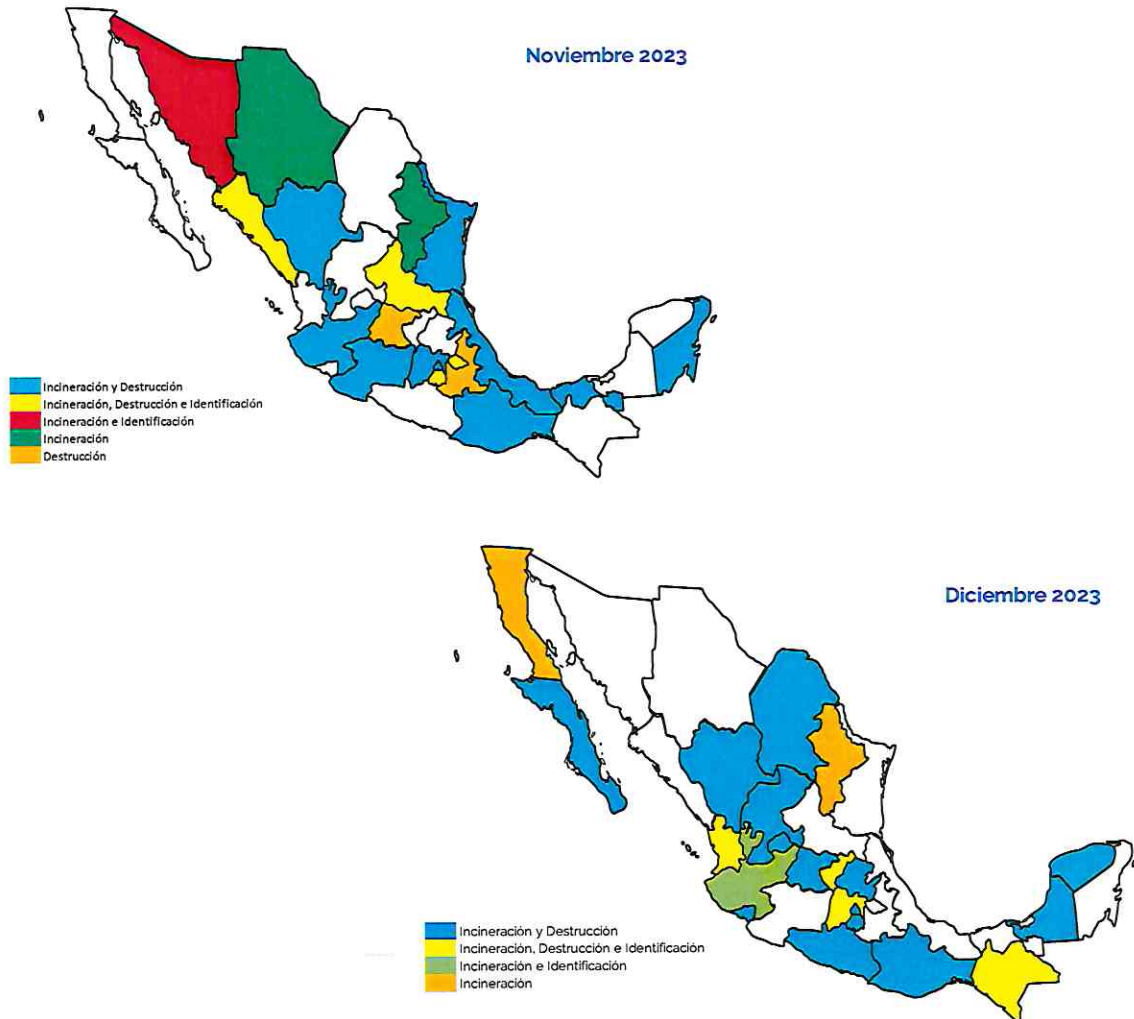 Noviembre 2023
Incineración y Destrucción
Incineración, Destrucción e Identificación
Incineración e Identificación
Incineración
Destrucción
Diciembre 2023
Incineración y Destrucción
Incineración, Destrucción e Identificación
Incineración e Identificación
Incineración